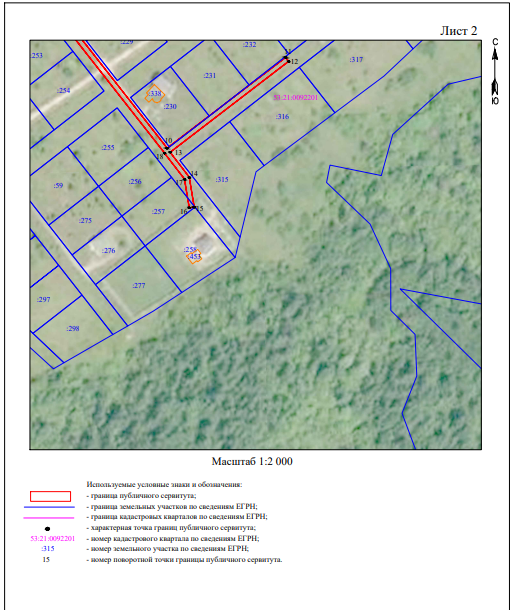 Лист 2
С
Ю
:229
:232
:253
11
12
:317
:231
:254
:338
:230
53:21:0992201
:316
:255
10
13
18
:59
:256
17
14
:315
:275
:257
16
15
:276
:258
:453
:277
:297
:298
Масштаб 1:2 000
Используемые условные знаки и обозначения:
- граница публичного сервитута;
- граница земельных участков по сведениям ЕГРН;
- граница кадастровых кварталов по сведениям ЕГРН;
- характерная точка границ публичного сервитута;
53:21:0092201 - номер кадастрового квартала по сведениям ЕГРН;
:315 - номер земельного участка по сведениям ЕГРН;
15 - номер поворотной точки границы публичного сервитута.